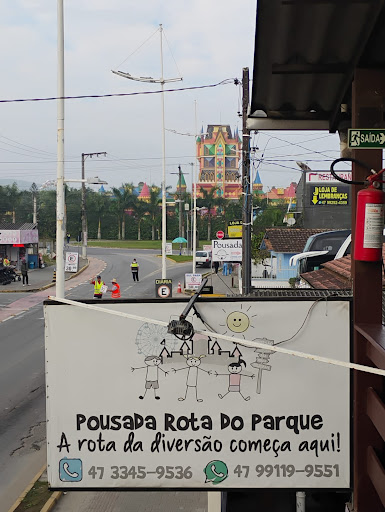 SAÍDA
LOJA DE
LEMBRANÇAS
Pousada
DIÁRIA
E
POUSADA ROTA DO PARQUE
A rota da diversão começa aqui!
47 3345-9536 47 99119-9551